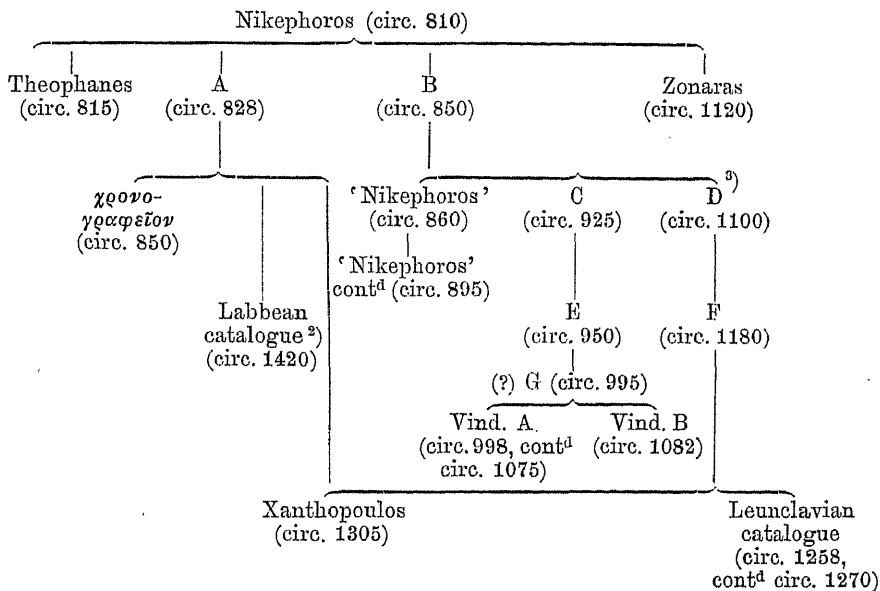 Nikephoros (circ. 810)
Theophanes
(circ. 815)
A
(circ. 828)
B
(circ. 850)
Zonaras
(circ. 1120)
χρονο-
γραφεῖον
(circ. 850)
‘Nikephoros’
(circ. 860)
C
(circ. 925)
D 3)
(circ. 1100)
‘Nikephoros’
contd (circ. 895)
Labbean
catalogue 2)
(circ. 1420)
E
(circ. 950)
F
(circ. 1180)
(?) G (circ. 995)
Vind. A
(circ. 998, contd
circ. 1075)
Vind. B
(circ. 1082)
Xanthopoulos
(circ. 1305)
Leunclavian
catalogue
(circ. 1258,
contd circ. 1270)